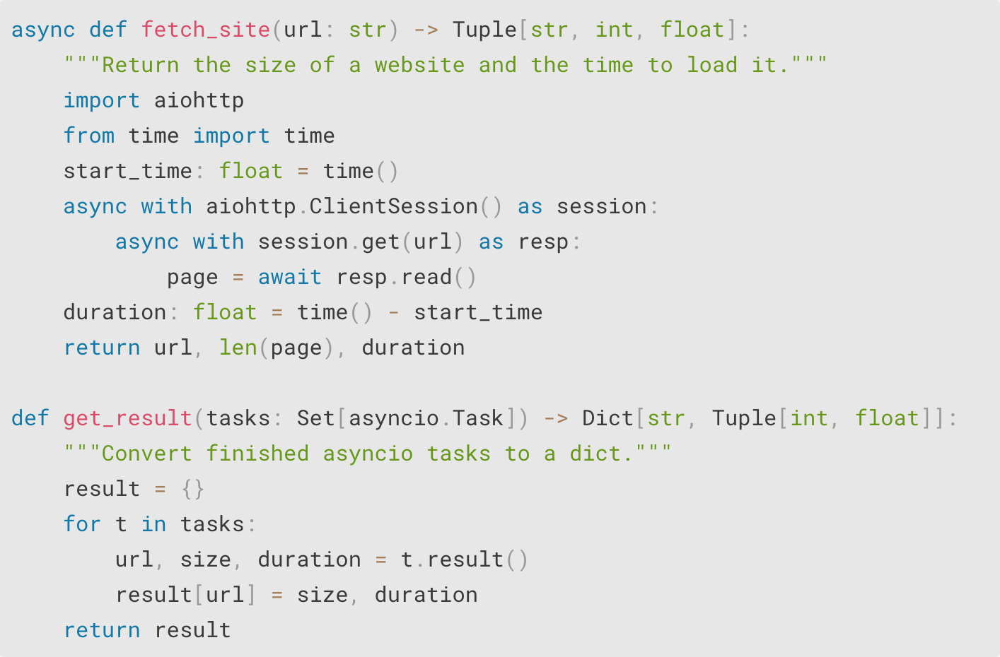 async def fetch_site(url: str) -> Tuple[str, int, float]:
    """Return the size of a website and the time to load it."""
    import aiohttp
    from time import time
    start_time: float = time()
    async with aiohttp.ClientSession() as session:
        async with session.get(url) as resp:
            page = await resp.read()
    duration: float = time() - start_time
    return url, len(page), duration

def get_result(tasks: Set[asyncio.Task]) -> Dict[str, Tuple[int, float]]:
    """Convert finished asyncio tasks to a dict."""
    result = {}
    for t in tasks:
        url, size, duration = t.result()
        result[url] = size, duration
    return result